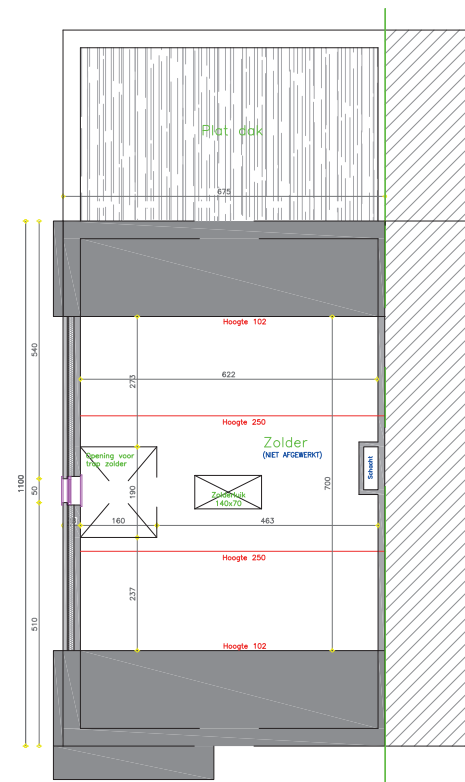 Plat dak
675
Hoogte 102
540
273
622
Hoogte 250
Zolder
(NIET AFGEWERKT)
Opening voor
trap zolder
Schacht
1100
50
190
Zolderluik
140x70
700
160
463
Hoogte 250
237
510
Hoogte 102